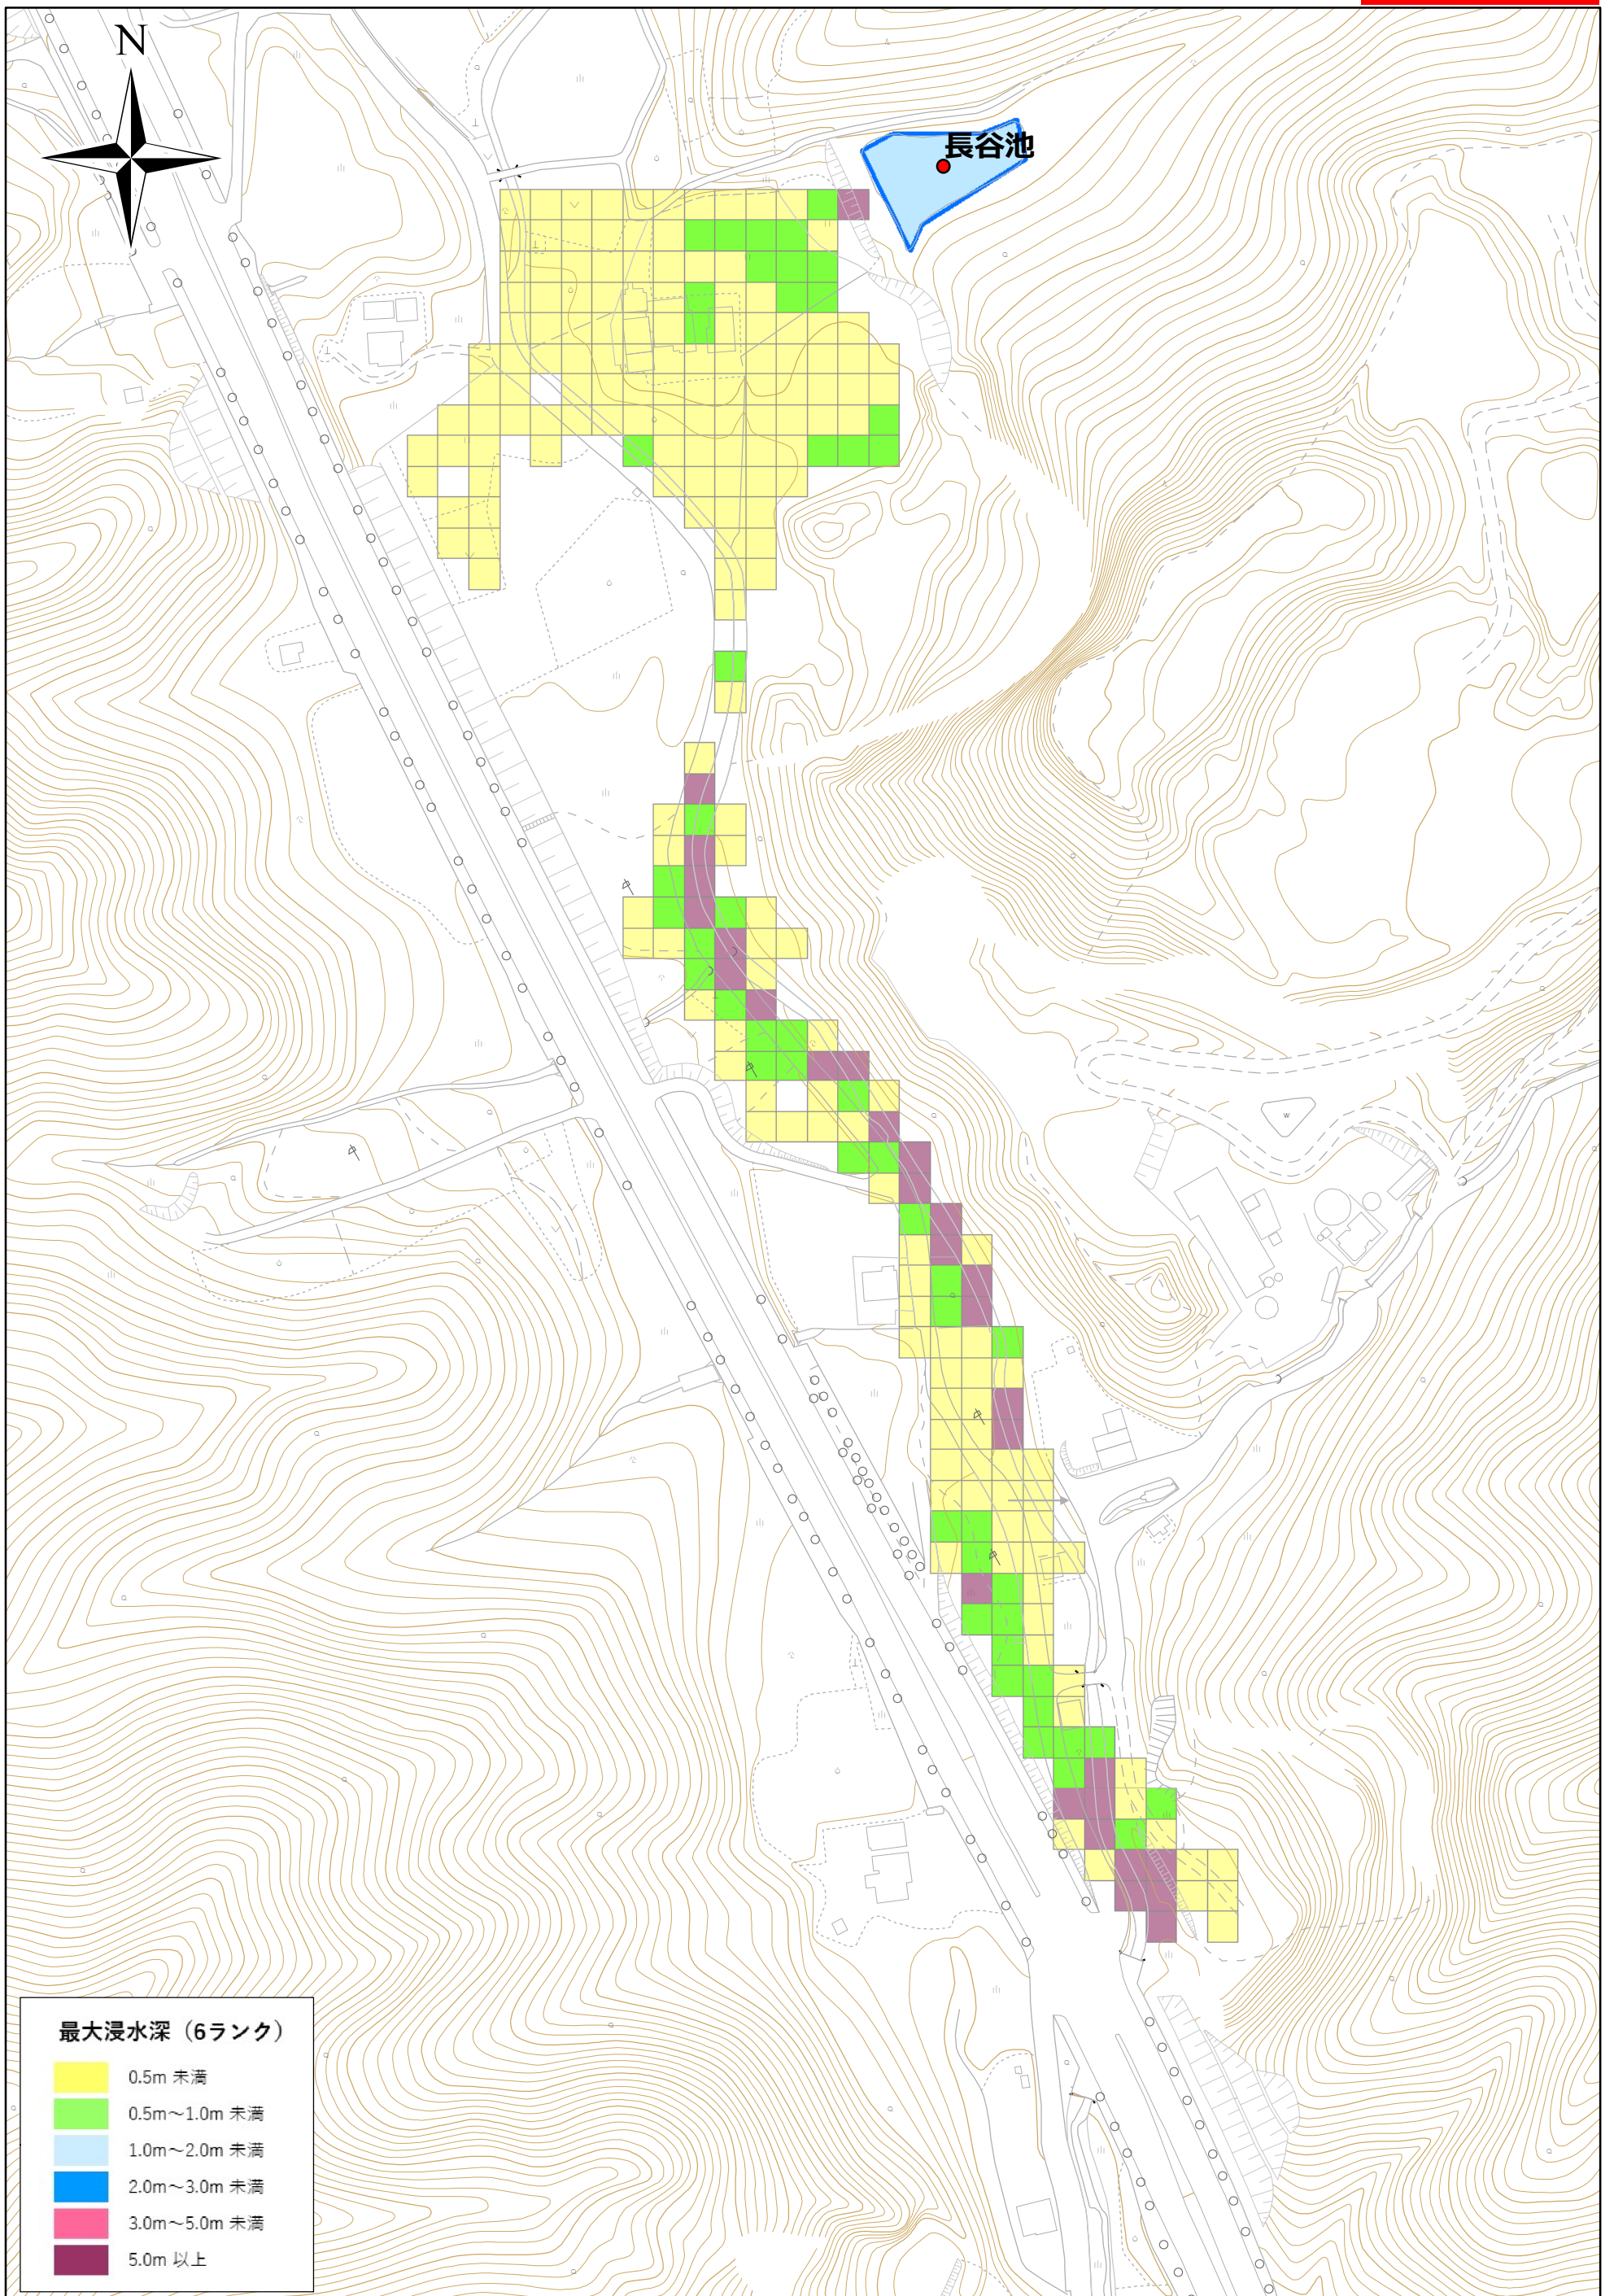 N
長谷池
W
最大浸水深（6ランク）
0.5m 未満
0.5m～1.0m 未満
1.0m～2.0m 未満
2.0m～3.0m 未満
3.0m～5.0m 未満
5.0m 以上